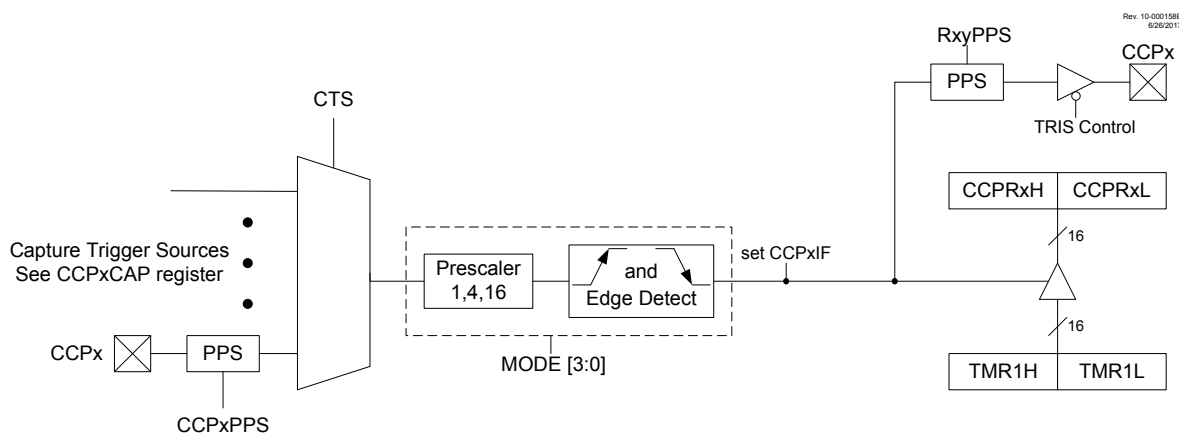 Rev. 10-000158E
6/26/2017
RxyPPS
CCPx
PPS
CTS
TRIS Control
CCPRxH CCPRxL
16
Capture Trigger Sources
See CCPxCAP register
Prescaler
1,4,16
and
Edge Detect
set CCPxIF
16
CCPx
PPS
MODE [3:0]
TMR1H TMR1L
CCPxPPS